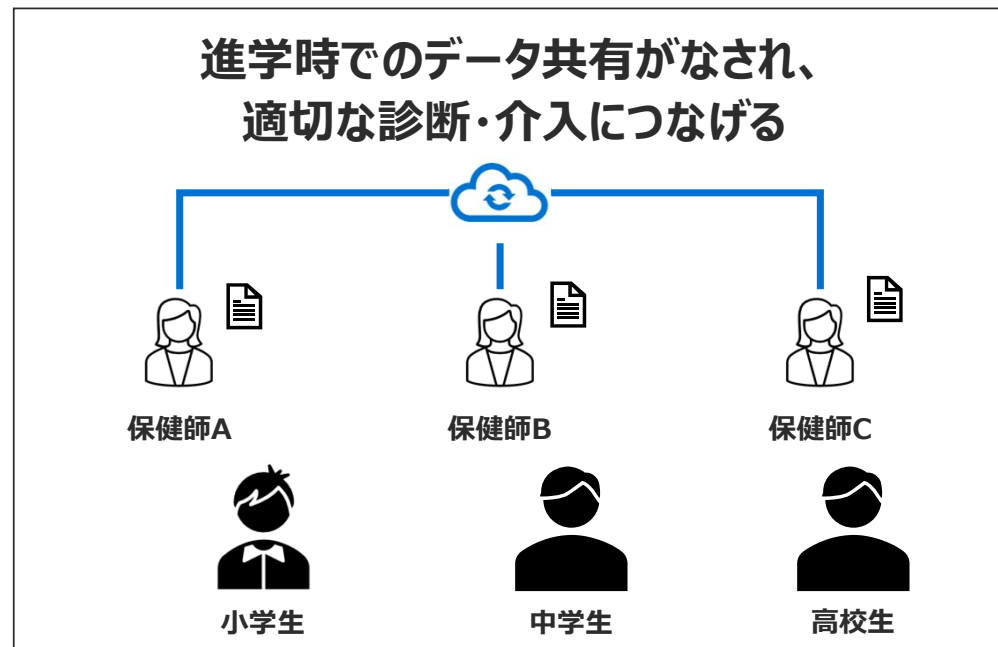 進学時でのデータ共有がなされ、
適切な診断・介入につなげる
保健師A
保健師B
保健師C
小学生
中学生
高校生